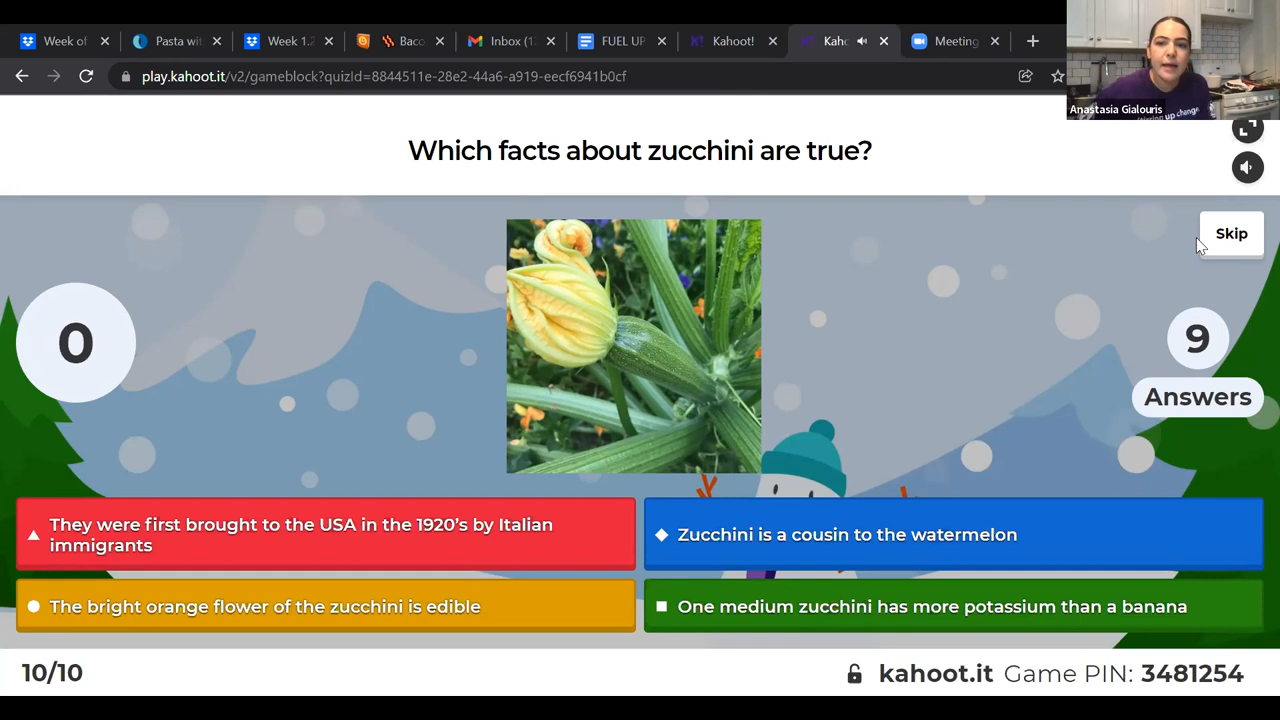 Week of
Pasta wit
Week 1.2
Baco
Inbox (1
FUEL UP
Kahoot!
Kaho
Meeting
play.kahoot.it/v2/gameblock?quizId=8844511e-28e2-44a6-a919-eecf6941b0cf
Anastasia Gialouris
Which facts about zucchini are true?
Skip
0
9
Answers
They were first brought to the USA in the 1920's by Italian
immigrants
Zucchini is a cousin to the watermelon
The bright orange flower of the zucchini is edible
One medium zucchini has more potassium than a banana
10/10
kahoot.it Game PIN: 3481254